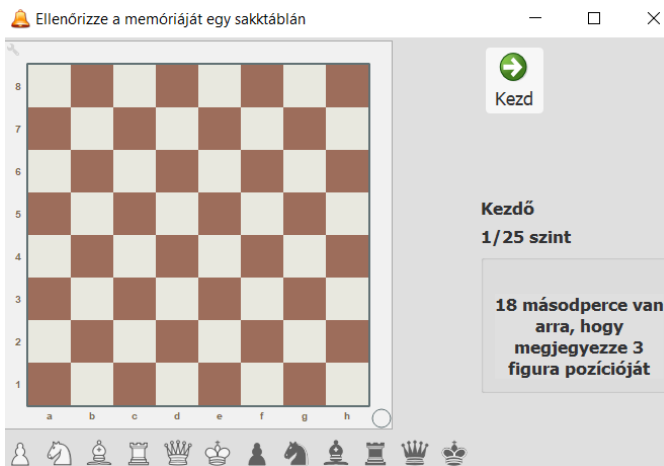 Ellenőrizze a memóriáját egy sakktáblán
Kezd
8
7
6
5
4
3
2
1
a b c d e f g h
Kezdő
1/25 szint
18 másodperce van
arra, hogy
megjegyezze 3
figura pozícióját